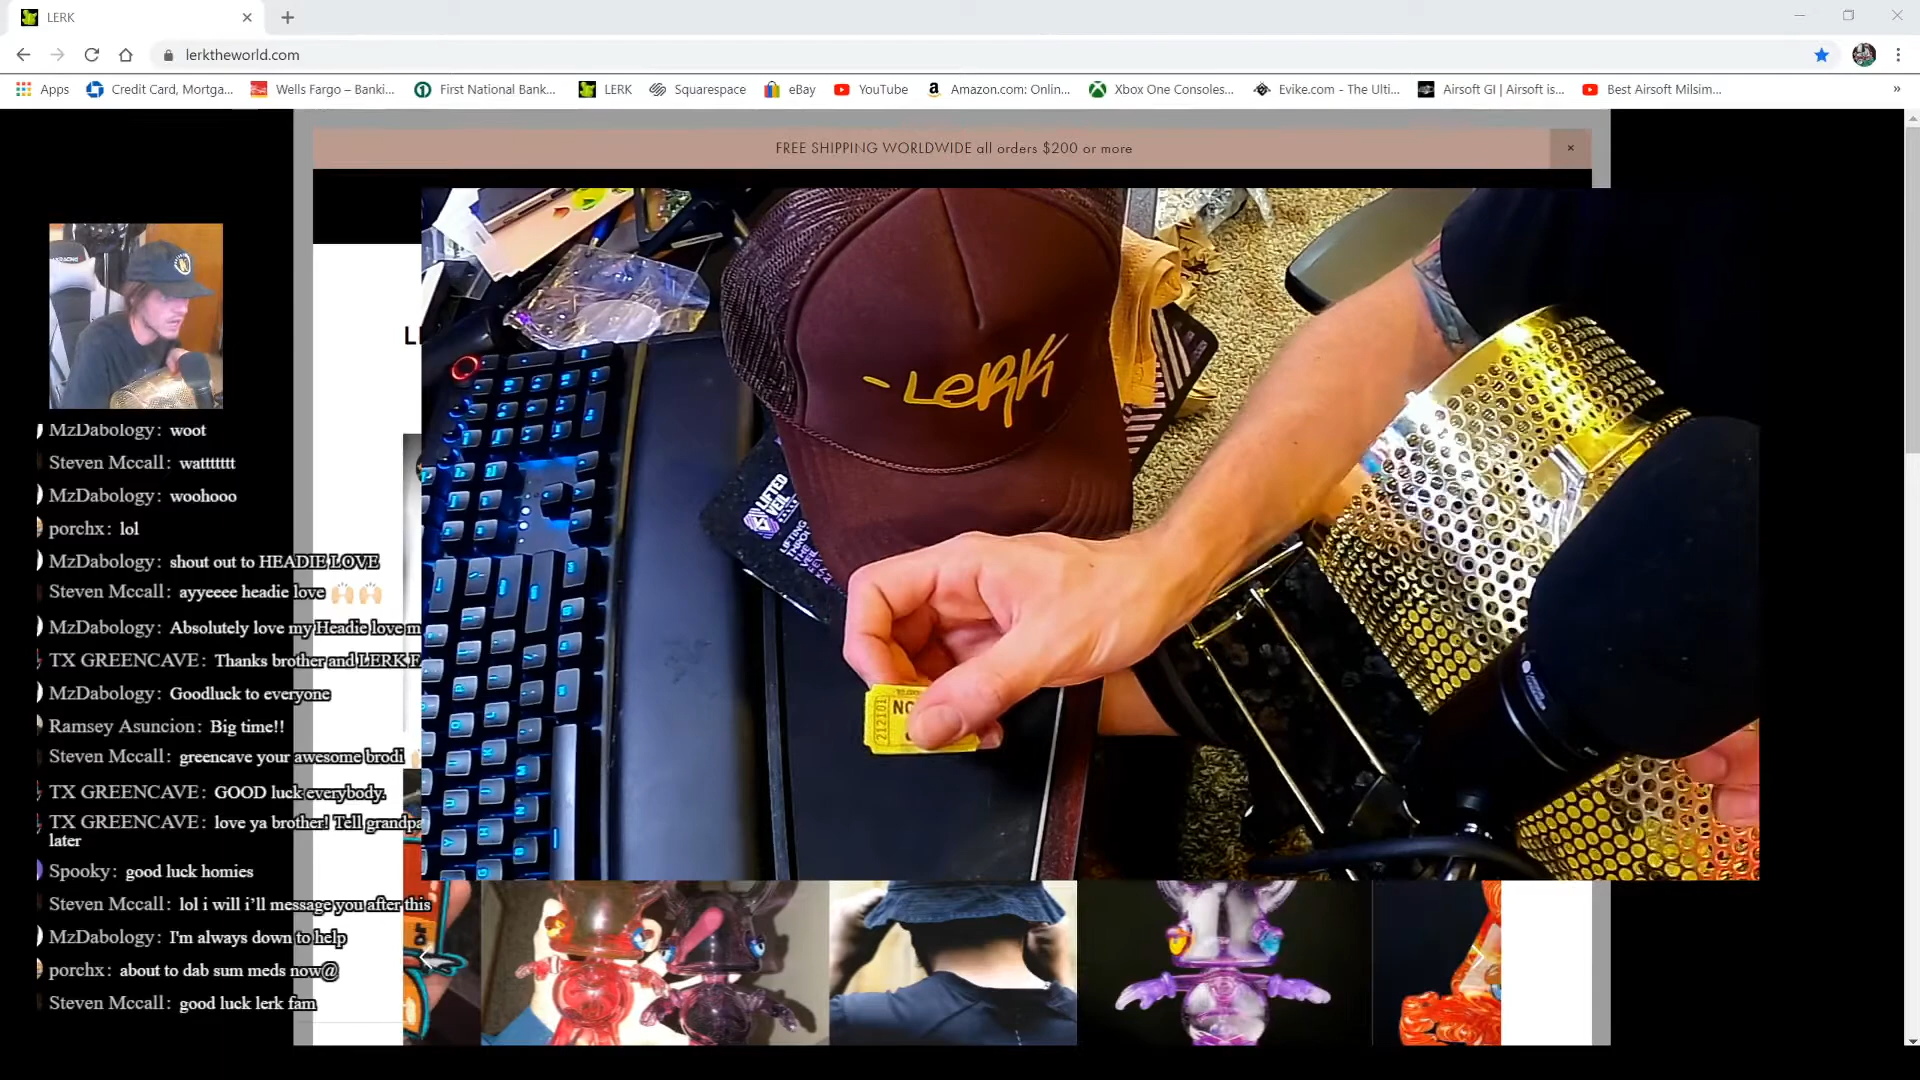 LERK
lerktheworld.com
Apps
Credit Card, Mortga...
Wells Fargo – Banki...
First National Bank...
LERK
Squarespace
eBay
YouTube
Amazon.com: Onlin...
Xbox One Consoles...
Evike.com - The Ulti...
Airsoft GI | Airsoft is...
Best Airsoft Milsim...
»
FREE SHIPPING WORLDWIDE all orders $200 or more
-LERK
LIFTED
VEIL
LIFTING
THE
212101
MzDabology: woot
Steven Mccall: wattttttt
MzDabology: woohooo
porchx: lol
MzDabology: shout out to HEADIE LOVE
Steven Mccall: ayyeeee headie love 🙌🏻🙌🏻
MzDabology: Absolutely love my Headie love m
TX GREENCAVE: Thanks brother and LERK F
MzDabology: Goodluck to everyone
Ramsey Asuncion: Big time!!
Steven Mccall: greencave your awesome brodi
TX GREENCAVE: GOOD luck everybody.
TX GREENCAVE: love ya brother! Tell grandpa
later
Spooky: good luck homies
Steven Mccall: lol i will i’ll message you after this
MzDabology: I'm always down to help
porchx: about to dab sum meds now@
Steven Mccall: good luck lerk fam